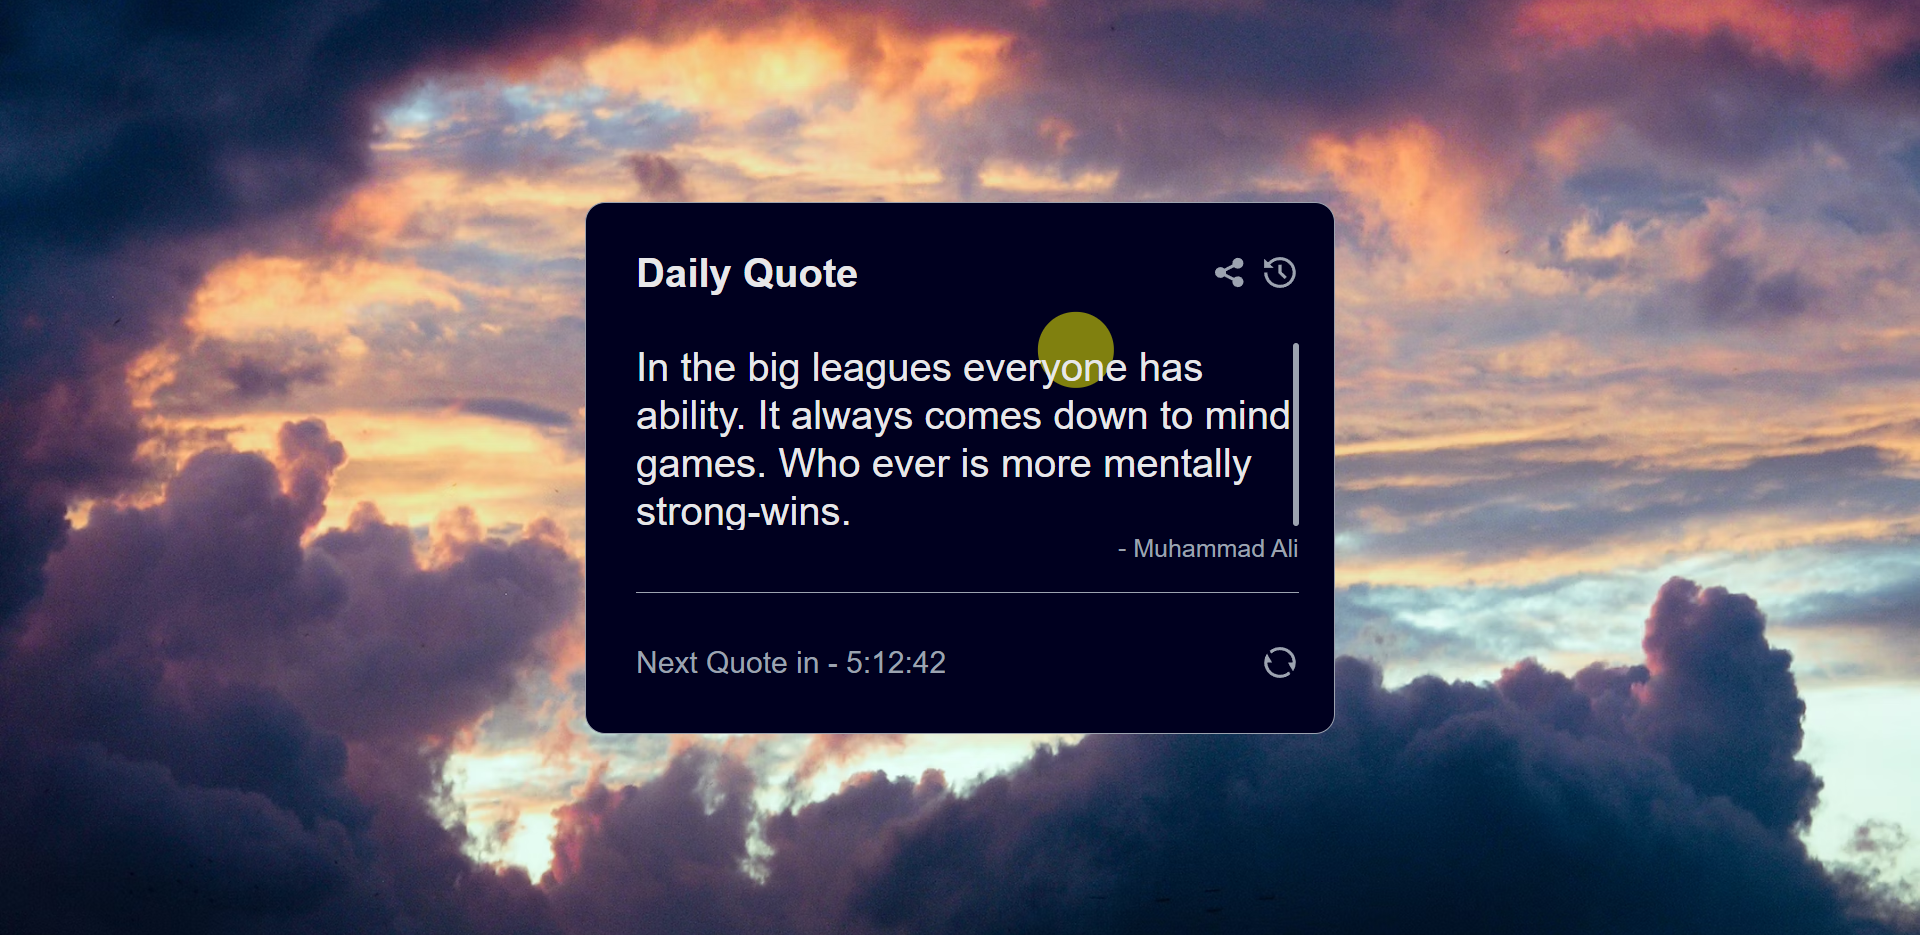 Daily Quote
In the big leagues everyone has
ability. It always comes down to mind
games. Who ever is more mentally
strong-wins.
- Muhammad Ali
Next Quote in - 5:12:42